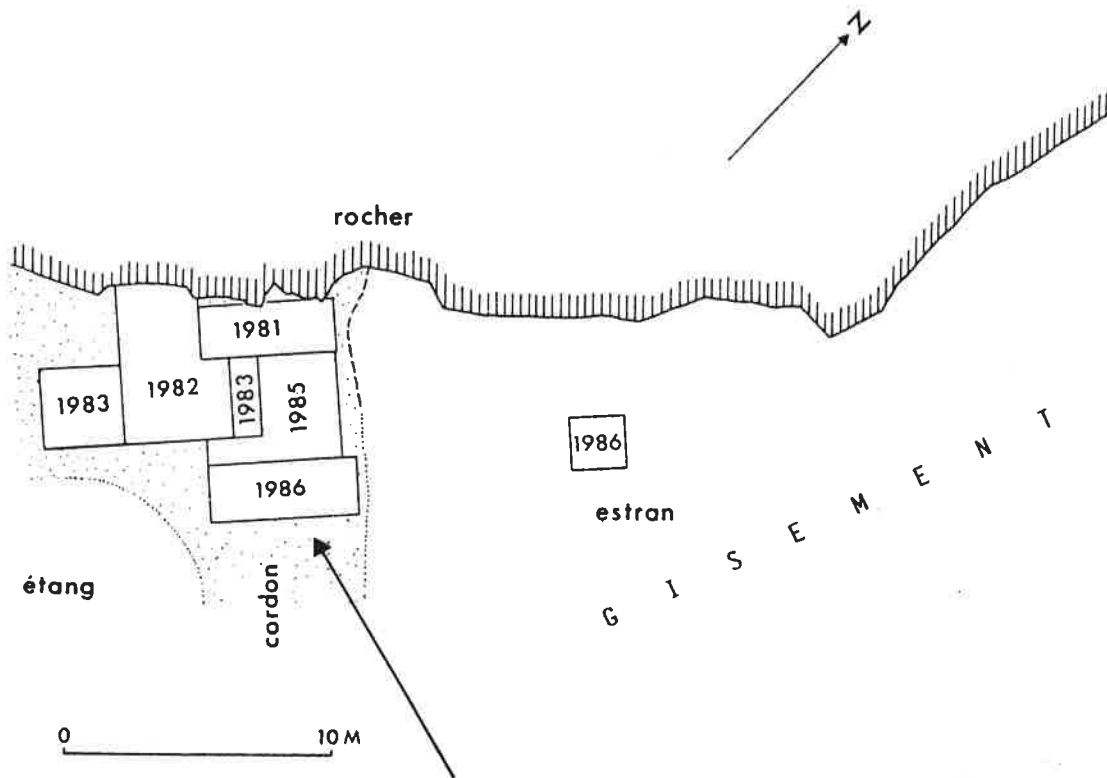 N
rocher
1981
1983
1982
1983
1985
1986
1986
estran
GISEMENT
étang
cordon
0 10 M